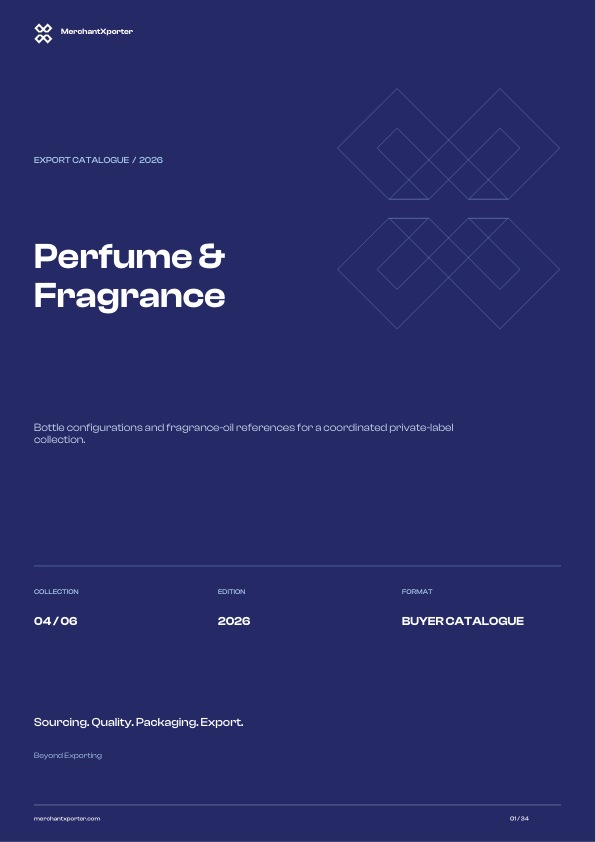 MerchantXporter
EXPORT CATALOGUE / 2026
Perfume &
Fragrance
Bottle configurations and fragrance-oil references for a coordinated private-label
collection.
COLLECTION
EDITION
FORMAT
04 / 06
2026
BUYER CATALOGUE
Sourcing. Quality. Packaging. Export.
Beyond Exporting
merchantxporter.com
01 / 34